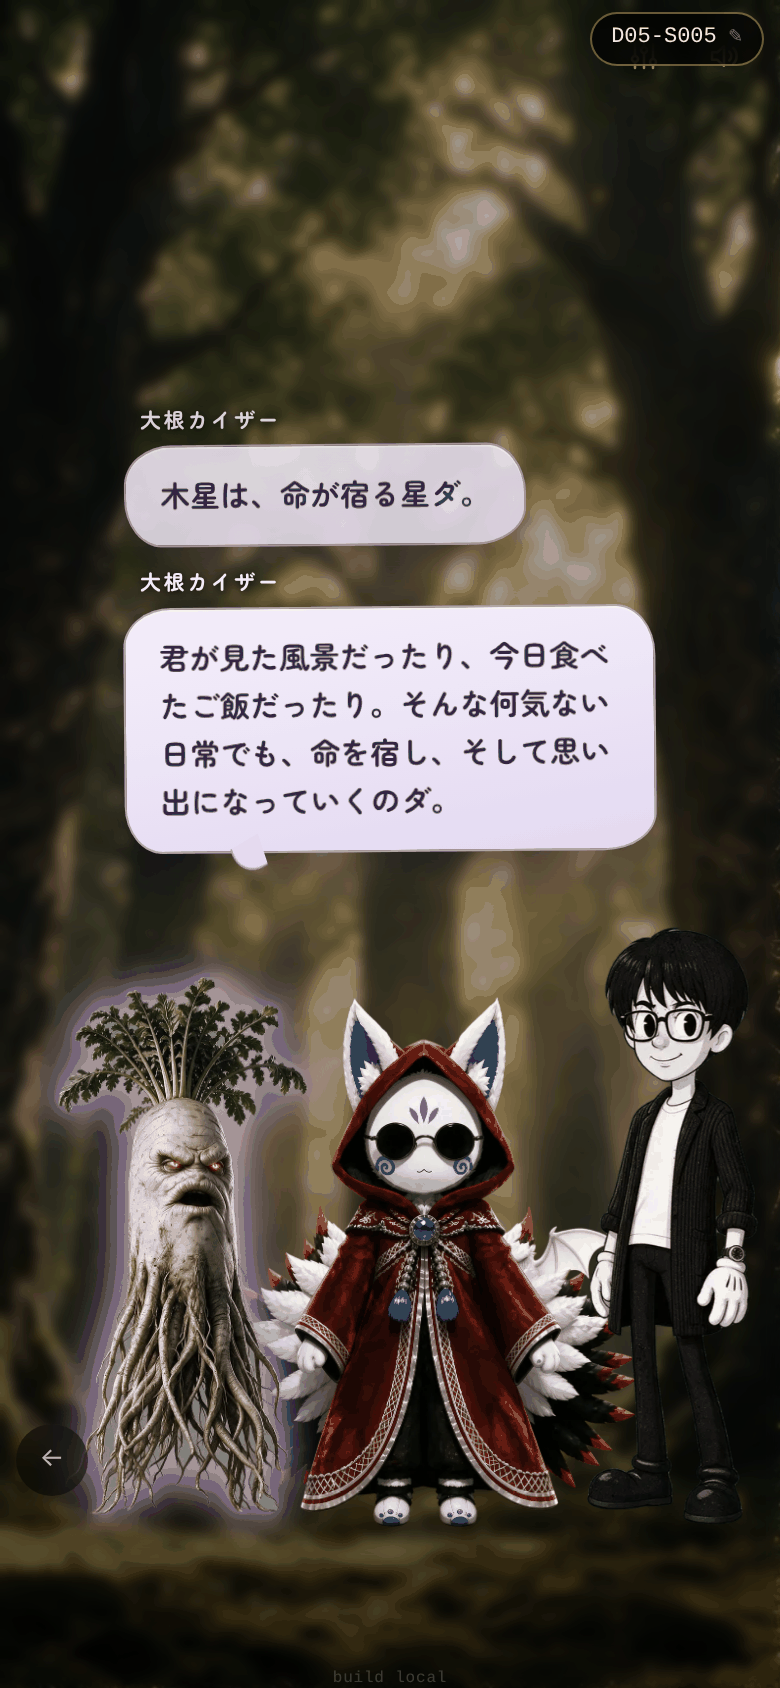 D05-S005 ✎
大根カイザー
木星は、命が宿る星ダ。
大根カイザー
君が見た風景だったり、今日食べ
たご飯だったり。そんな何気ない
日常でも、命を宿し、そして思い
出になっていくのダ。
←
build local